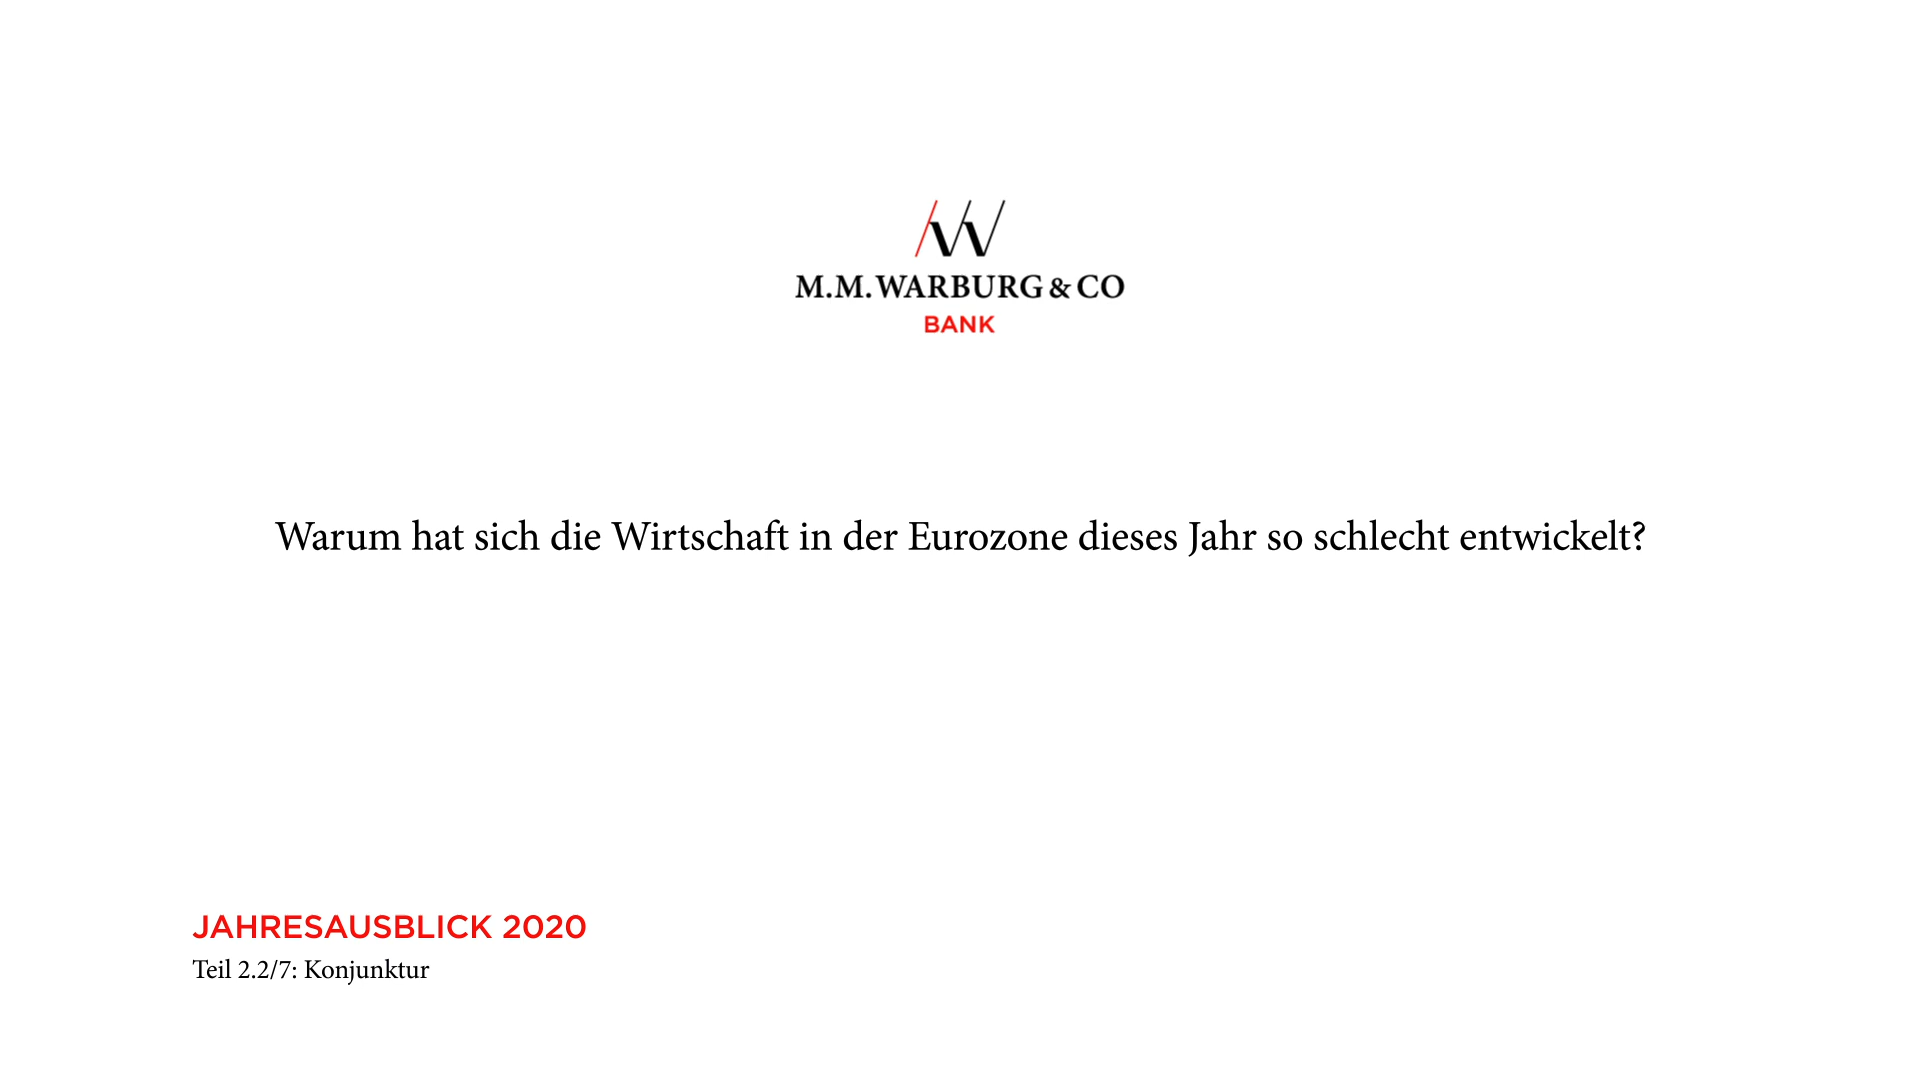 M.M.WARBURG & CO
BANK
Warum hat sich die Wirtschaft in der Eurozone dieses Jahr so schlecht entwickelt?
JAHRESAUSBLICK 2020
Teil 2.2/7: Konjunktur